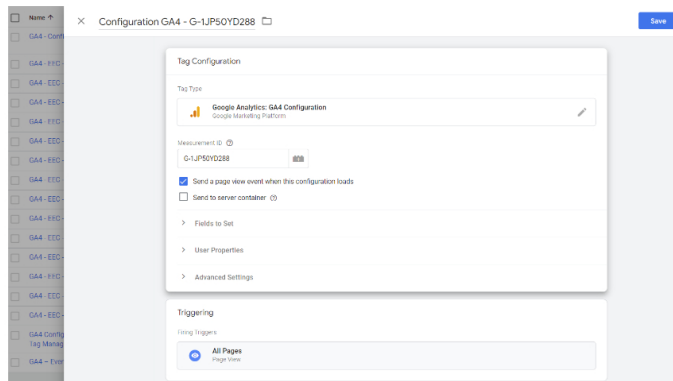 Name ↑
Configuration GA4 - G-1JP50YD288
Save
GA4 - Confi
GA4 - EEC -
GA4 - EEC -
GA4 - EEC -
GA4 - EEC -
GA4 - EEC -
GA4 - EEC -
GA4 - EEC -
GA4 - EEC -
GA4 - EEC -
GA4 - EEC -
GA4 - EEC -
GA4 - EEC -
GA4 - EEC -
GA4 - EEC -
GA4 Config
Tag Manag
GA4 – Even
Tag Configuration
Tag Type
Google Analytics: GA4 Configuration
Google Marketing Platform
Measurement ID
G-1JP50YD288
Send a page view event when this configuration loads
Send to server container
Fields to Set
User Properties
Advanced Settings
Triggering
Firing Triggers
All Pages
Page View